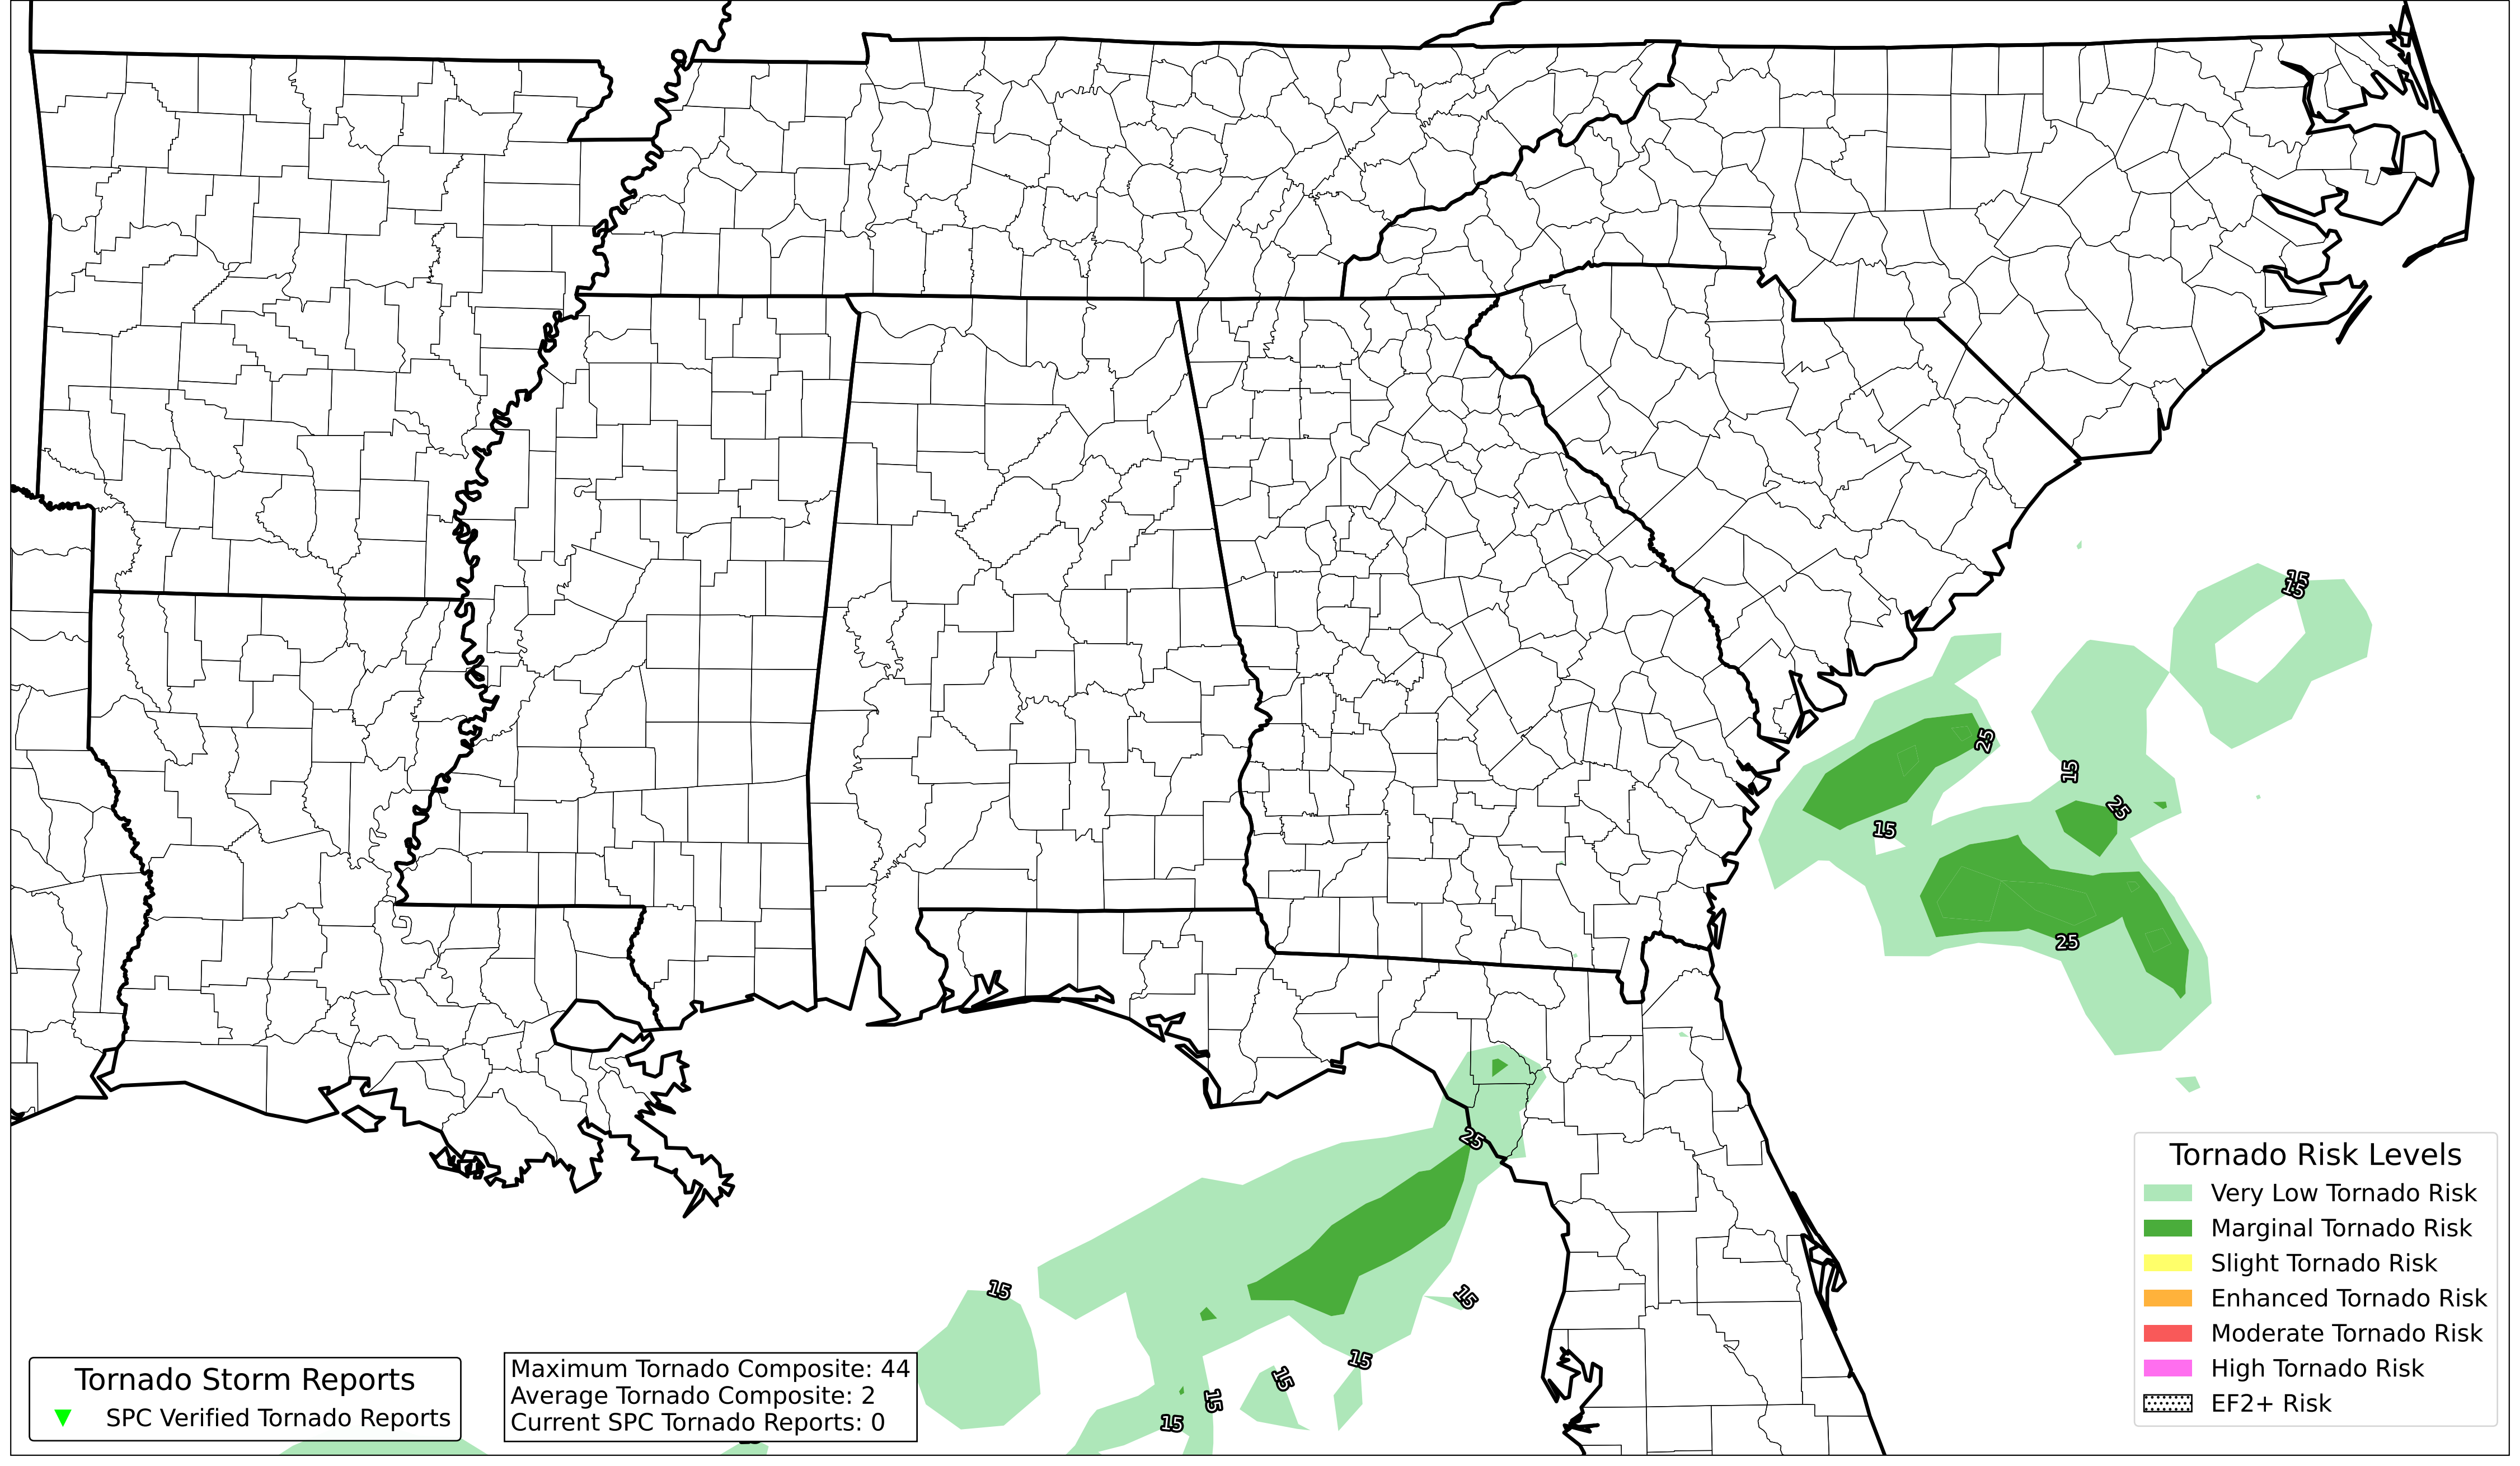 15
15
25
15
25
15
25
25
15
15
15
15
15
15
Tornado Risk Levels
Very Low Tornado Risk
Marginal Tornado Risk
Slight Tornado Risk
Enhanced Tornado Risk
Moderate Tornado Risk
High Tornado Risk
EF2+ Risk
Tornado Storm Reports
SPC Verified Tornado Reports
Maximum Tornado Composite: 44
Average Tornado Composite: 2
Current SPC Tornado Reports: 0